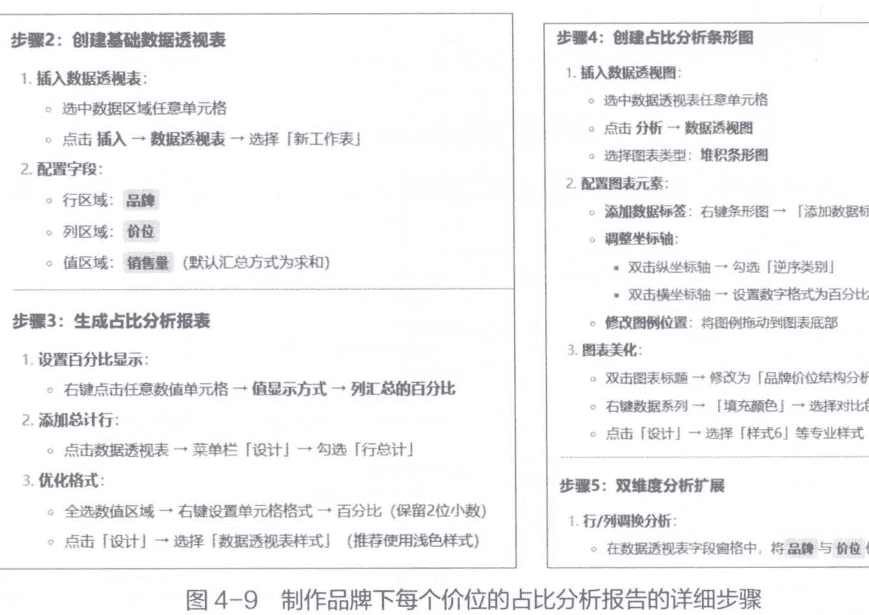 步骤2：创建基础数据透视表
1. 插入数据透视表：
选中数据区域任意单元格
点击 插入 → 数据透视表 → 选择「新工作表」
2. 配置字段：
行区域： 品牌
列区域： 价位
值区域： 销售量 （默认汇总方式为求和）
步骤3：生成占比分析报表
1. 设置百分比显示：
右键点击任意数值单元格 → 值显示方式 → 列汇总的百分比
2. 添加总计行：
点击数据透视表 → 菜单栏「设计」 → 勾选「行总计」
3. 优化格式：
全选数值区域 → 右键设置单元格格式 → 百分比（保留2位小数）
点击「设计」 → 选择「数据透视表样式」（推荐使用浅色样式）
步骤4：创建占比分析条形图
1. 插入数据透视图：
选中数据透视表任意单元格
点击 分析 → 数据透视图
选择图表类型： 堆积条形图
2. 配置图表元素：
添加数据标签： 右键条形图 → 「添加数据标
调整坐标轴：
双击纵坐标轴 → 勾选「逆序类别」
双击横坐标轴 → 设置数字格式为百分比
修改图例位置： 将图例拖动到图表底部
3. 图表美化：
双击图表标题 → 修改为「品牌价位结构分析
右键数据系列 → 「填充颜色」 → 选择对比
点击「设计」 → 选择「样式6」等专业样式
步骤5：双维度分析扩展
1. 行/列调换分析：
在数据透视表字段窗格中，将 品牌 与 价位
图 4-9 制作品牌下每个价位的占比分析报告的详细步骤